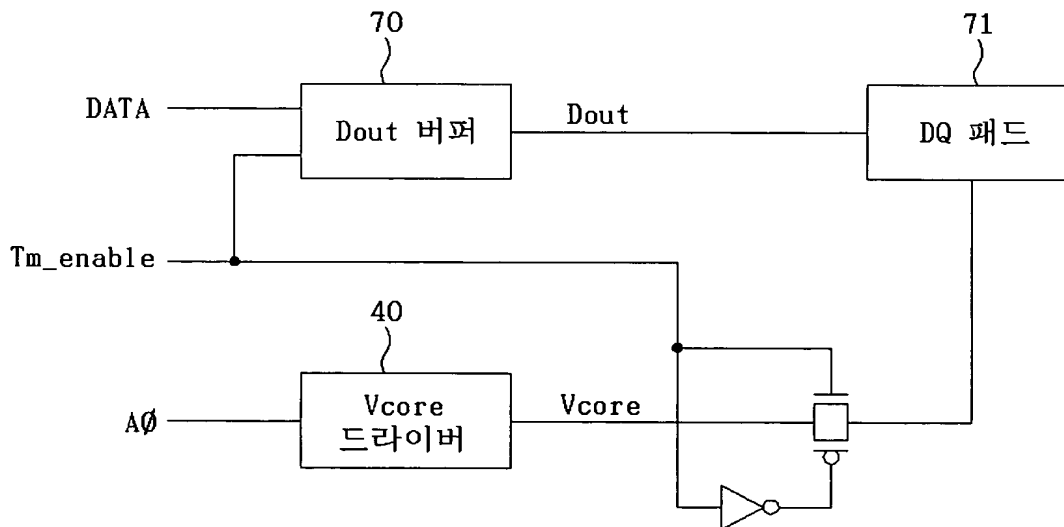 70
71
DATA
Dout 버퍼
Dout
DQ 패드
Tm_enable
40
AØ
Vcore
드라이버
Vcore